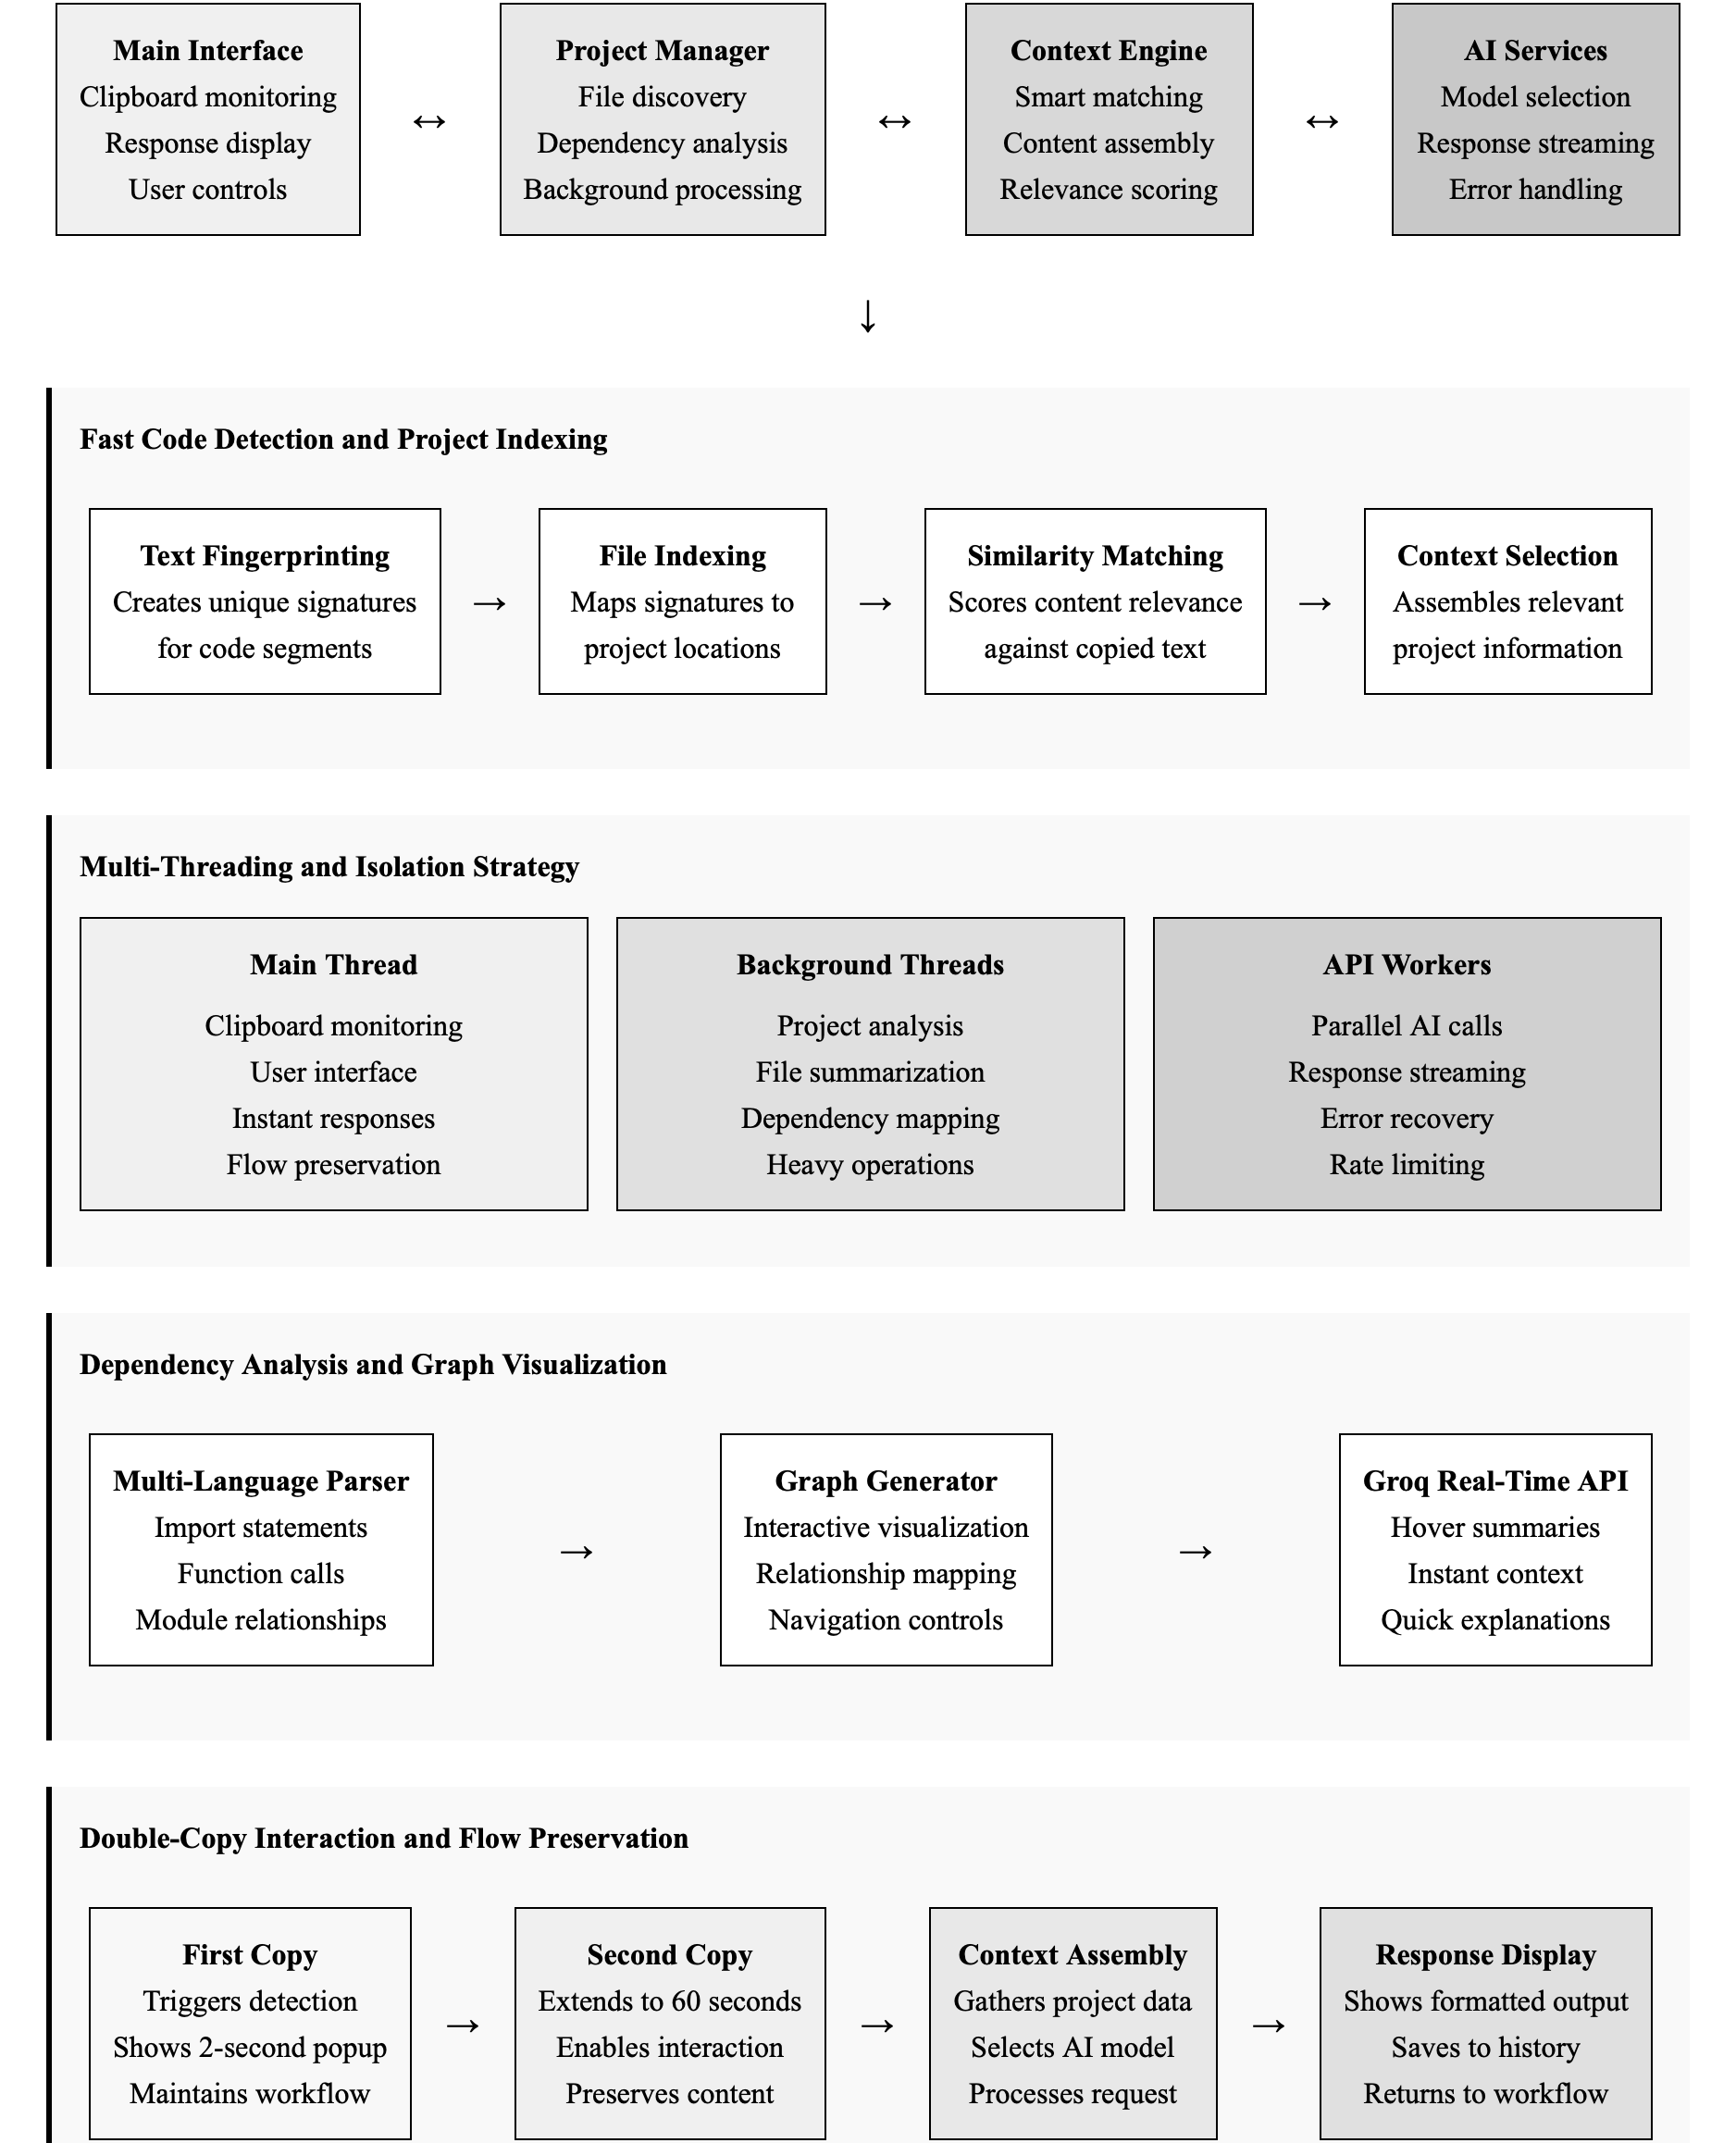 Main Interface
Clipboard monitoring
Response display
User controls
↔
Project Manager
File discovery
Dependency analysis
Background processing
↔
Context Engine
Smart matching
Content assembly
Relevance scoring
↔
AI Services
Model selection
Response streaming
Error handling
↓
Fast Code Detection and Project Indexing
Text Fingerprinting
Creates unique signatures
for code segments
→
File Indexing
Maps signatures to
project locations
→
Similarity Matching
Scores content relevance
against copied text
→
Context Selection
Assembles relevant
project information
Multi-Threading and Isolation Strategy
Main Thread
Clipboard monitoring
User interface
Instant responses
Flow preservation
Background Threads
Project analysis
File summarization
Dependency mapping
Heavy operations
API Workers
Parallel AI calls
Response streaming
Error recovery
Rate limiting
Dependency Analysis and Graph Visualization
Multi-Language Parser
Import statements
Function calls
Module relationships
→
Graph Generator
Interactive visualization
Relationship mapping
Navigation controls
→
Groq Real-Time API
Hover summaries
Instant context
Quick explanations
Double-Copy Interaction and Flow Preservation
First Copy
Triggers detection
Shows 2-second popup
Maintains workflow
→
Second Copy
Extends to 60 seconds
Enables interaction
Preserves content
→
Context Assembly
Gathers project data
Selects AI model
Processes request
→
Response Display
Shows formatted output
Saves to history
Returns to workflow